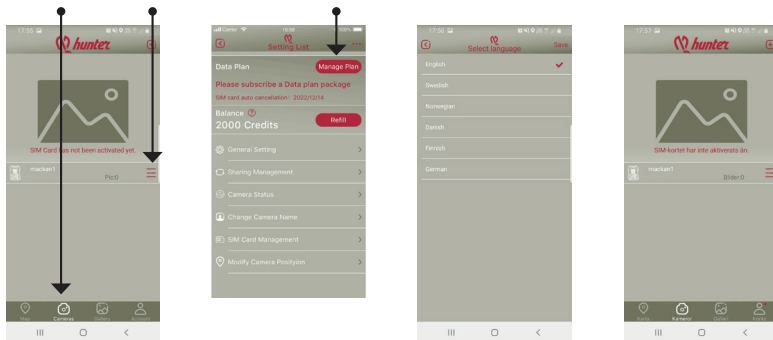 17:55
hunter
SIM Card has not been activated yet.
mackan1
Pic:0
Map
Cameras
Gallery
Account
Carrier
Setting List
Data Plan
Manage Plan
Please subscribe a Data plan package
SIM card auto cancellation: 2022/12/14
Balance
2000 Credits
Refill
General Setting
Sharing Management
Camera Status
Change Camera Name
SIM Card Management
Modify Camera Posityion
17:56
Select language
Save
English
Swedish
Norwegian
Danish
Finnish
German
17:57
hunter
SIM-kortet har inte aktiverats än.
mackan1
Bilder:0
Karta
Kameror
Galleri
Konto